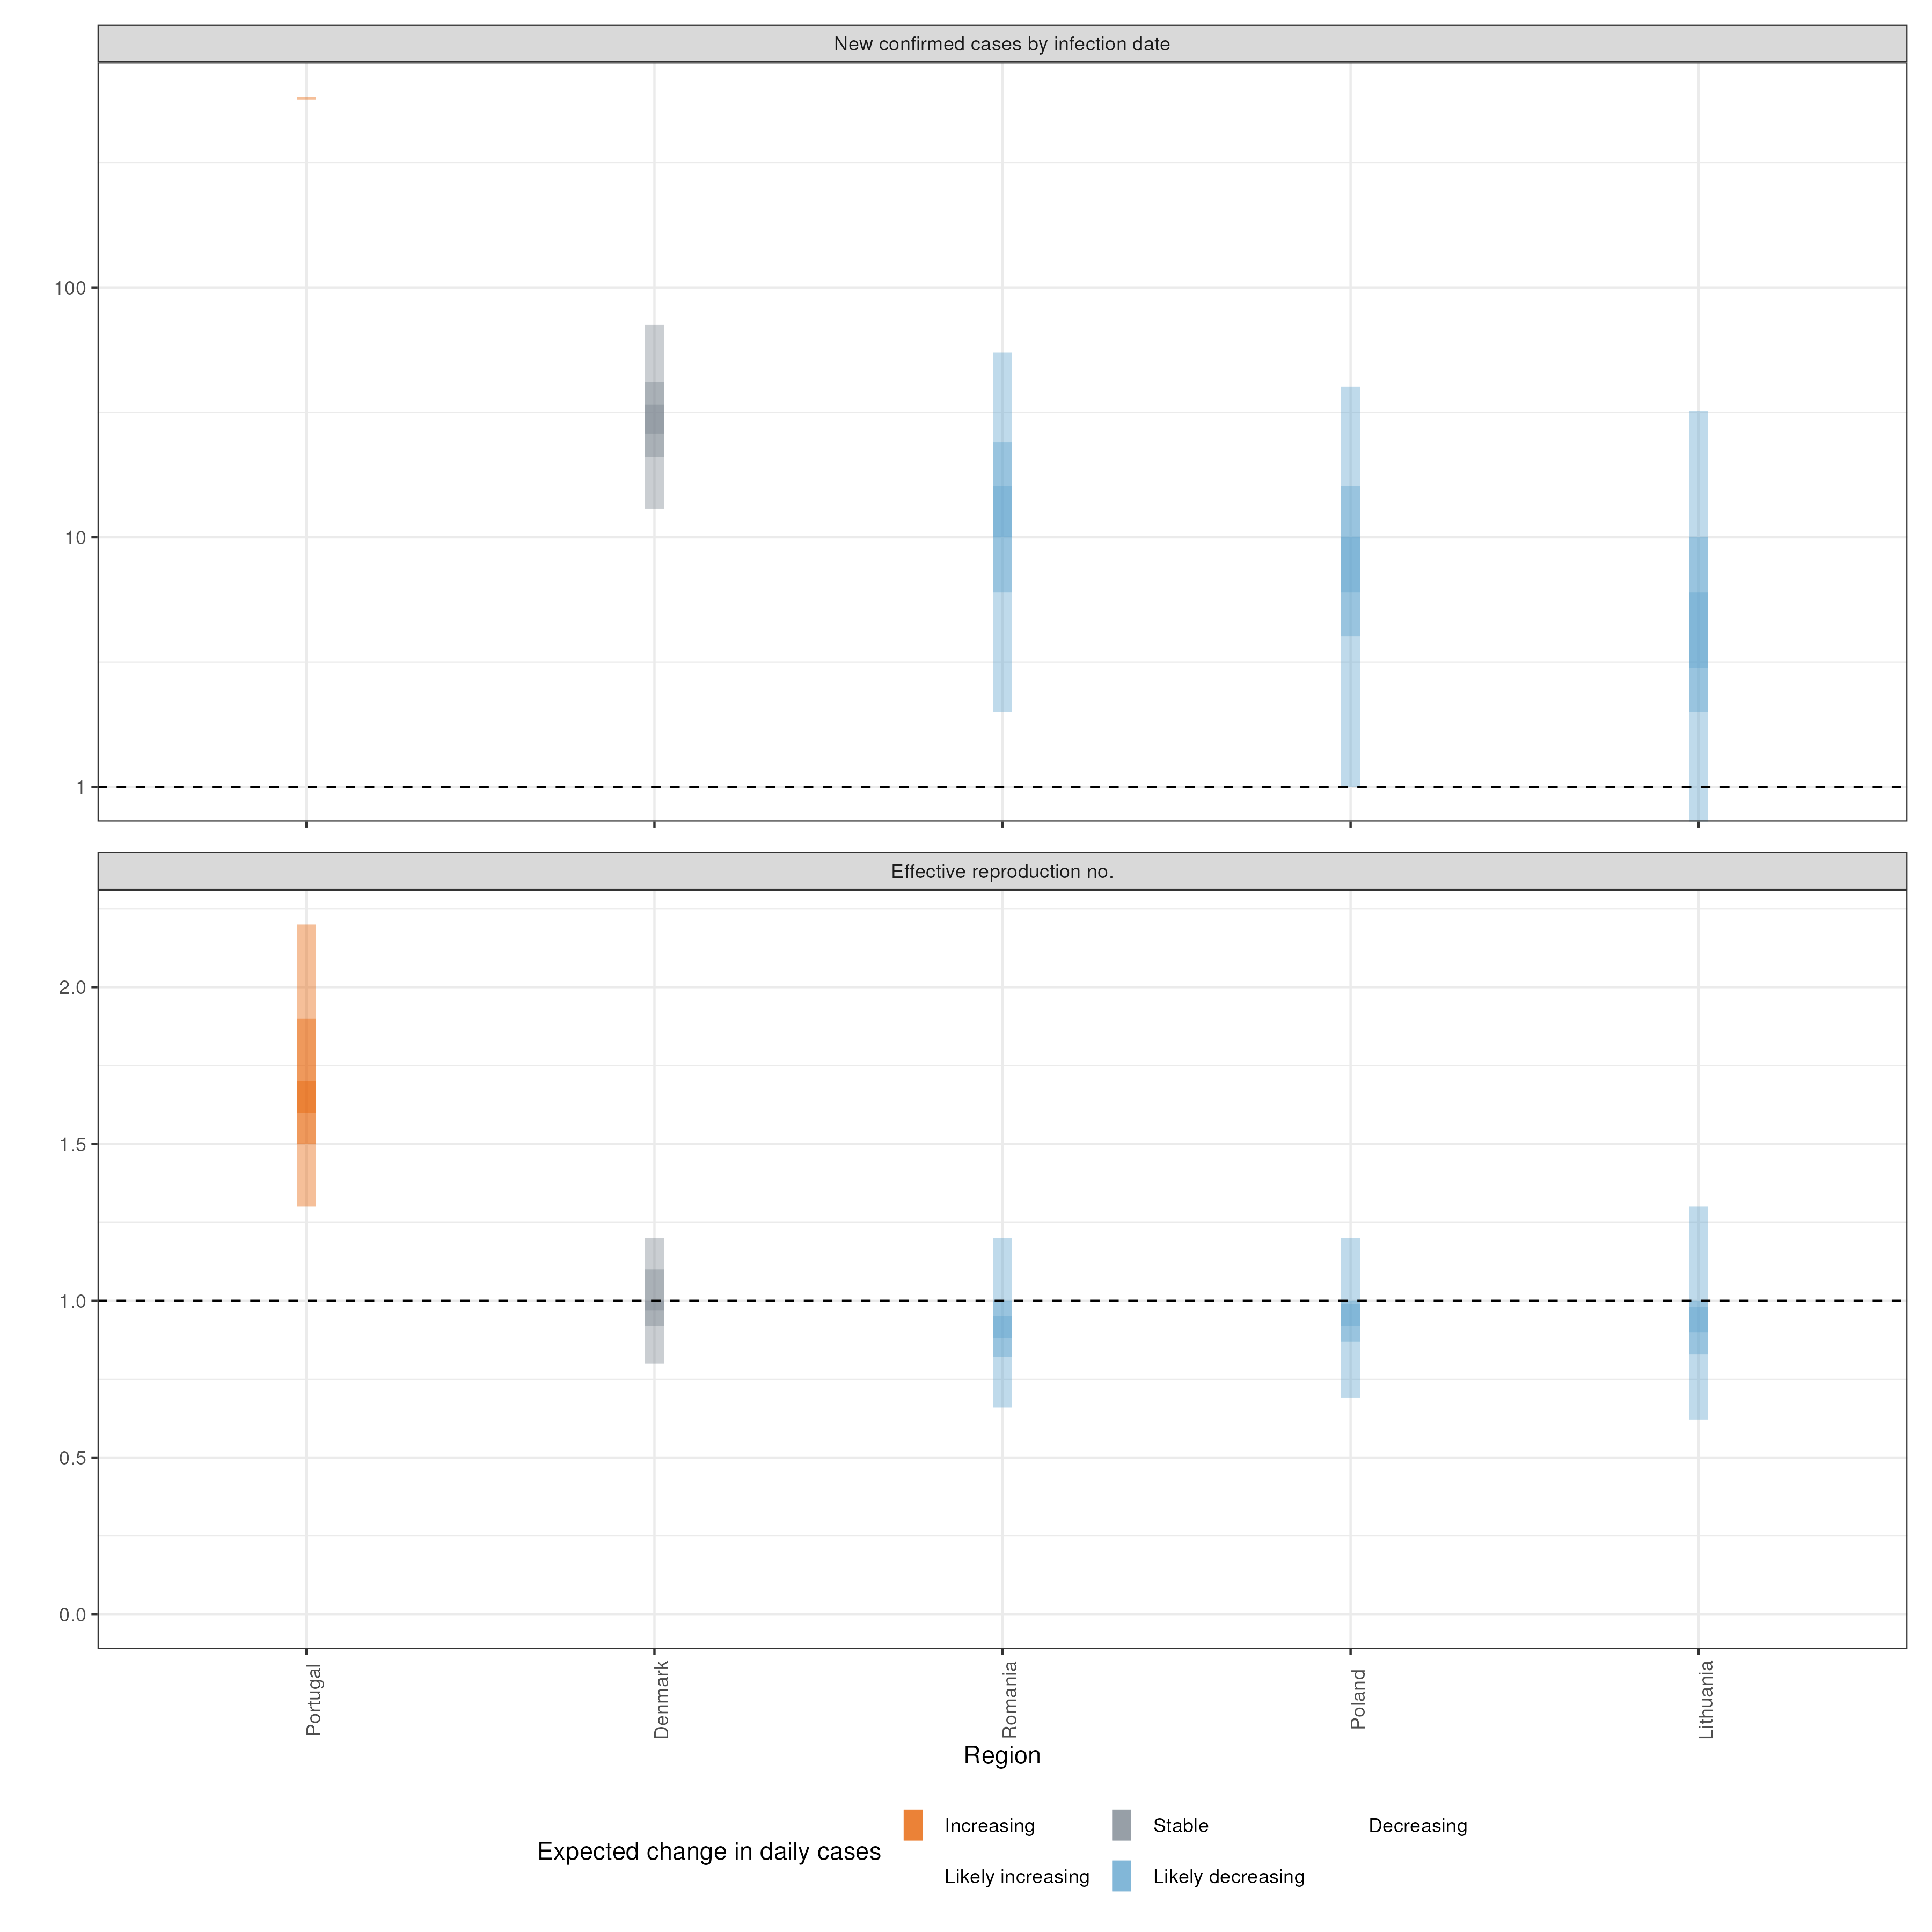 New confirmed cases by infection date
100
10
1
Effective reproduction no.
2.0
1.5
1.0
0.5
0.0
Portugal
Denmark
Romania
Poland
Lithuania
Region
Expected change in daily cases
Increasing
Stable
Decreasing
Likely increasing
Likely decreasing